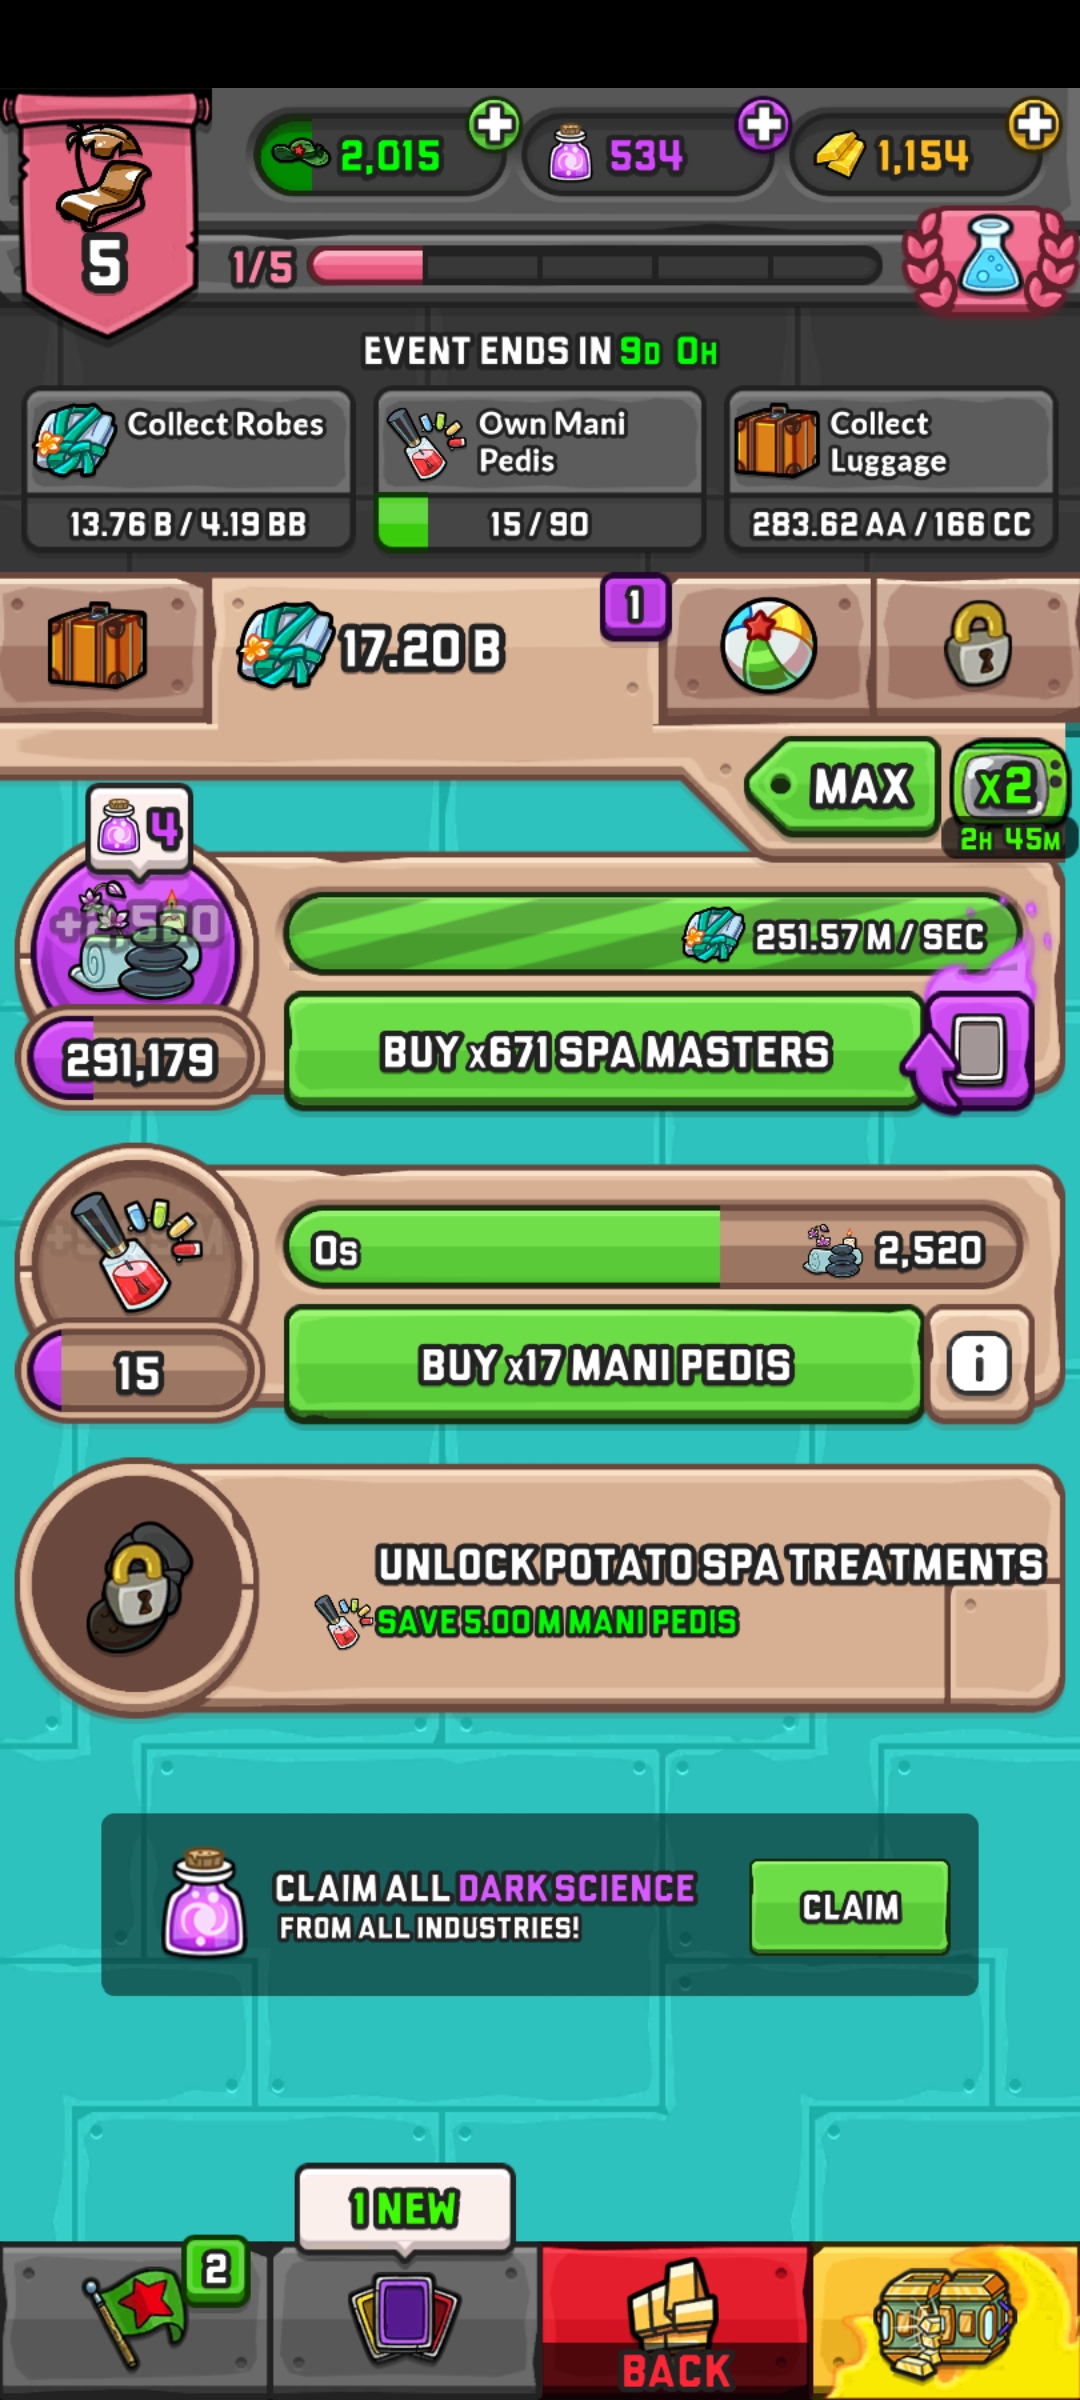 2,015
534
1,154
5
1/5
EVENT ENDS IN 9D 0H
Collect Robes
13.76 B / 4.19 BB
Own Mani
Pedis
15 / 90
Collect
Luggage
283.62 AA / 166 CC
17.20 B
1
MAX
x2
2H 45M
4
+2,520
251.57 M / SEC
291,179
BUY x671 SPA MASTERS
0s
2,520
15
BUY x17 MANI PEDIS
i
UNLOCK POTATO SPA TREATMENTS
SAVE 5.00 M MANI PEDIS
CLAIM ALL DARK SCIENCE
FROM ALL INDUSTRIES!
CLAIM
1 NEW
2
BACK